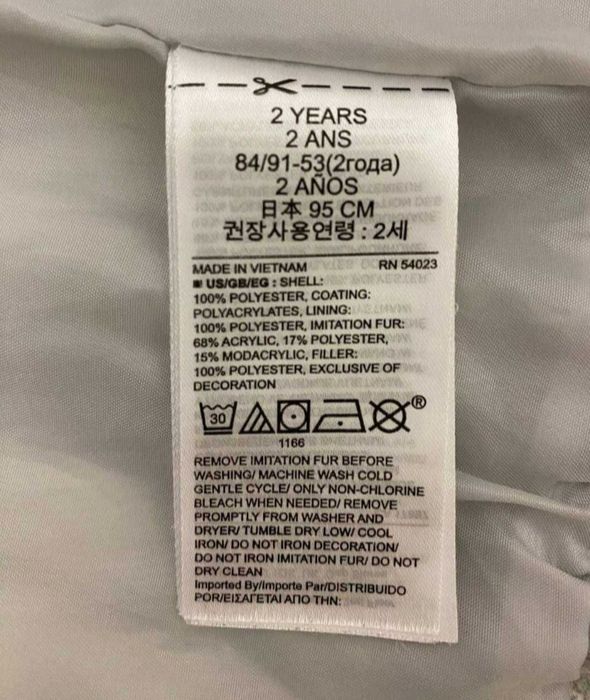 2 YEARS
2 ANS
84/91-53(2года)
2 AÑOS
日本 95 CM
권장사용연령 : 2세
MADE IN VIETNAM RN 54023
US/GB/EG : SHELL:
100% POLYESTER, COATING:
POLYACRYLATES, LINING:
100% POLYESTER, IMITATION FUR:
68% ACRYLIC, 17% POLYESTER,
15% MODACRYLIC, FILLER:
100% POLYESTER, EXCLUSIVE OF
DECORATION
30
®
1166
REMOVE IMITATION FUR BEFORE
WASHING/ MACHINE WASH COLD
GENTLE CYCLE/ ONLY NON-CHLORINE
BLEACH WHEN NEEDED/ REMOVE
PROMPTLY FROM WASHER AND
DRYER/ TUMBLE DRY LOW/ COOL
IRON/ DO NOT IRON DECORATION/
DO NOT IRON IMITATION FUR/ DO NOT
DRY CLEAN
Imported By/Importe Par/DISTRIBUIDO
POR/ΕΙΣΑΓΕΤΑΙ ΑΠΟ ΤΗΝ: